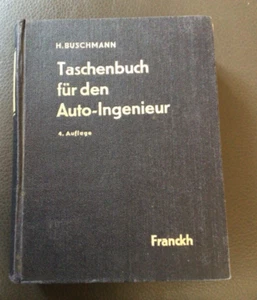 H. BUSCHMANN
Taschenbuch
für den
Auto-Ingenieur
4. Auflage
Franckh